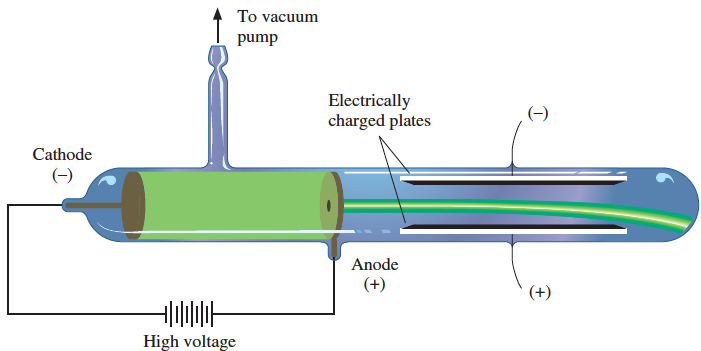 To vacuum
pump
Electrically
charged plates
(–)
Cathode
(–)
Anode
(+)
(+)
High voltage